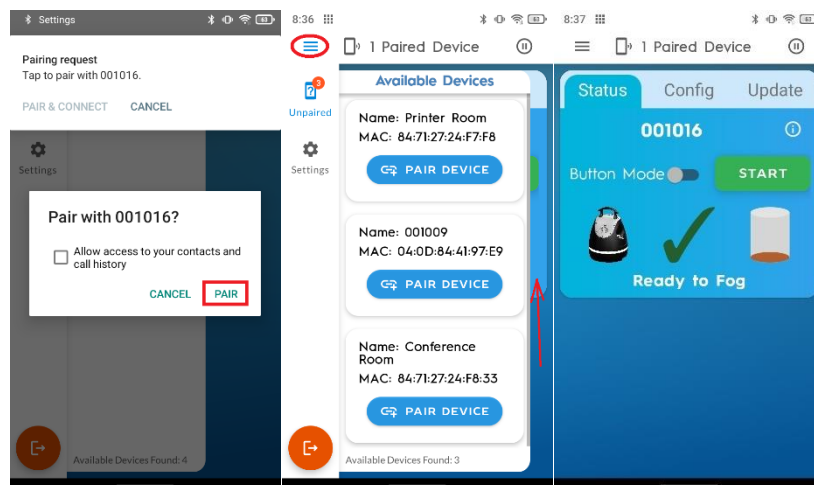 Settings
63
Pairing request
Tap to pair with 001016.
PAIR & CONNECT CANCEL
Settings
Pair with 001016?
Allow access to your contacts and
call history
CANCEL PAIR
Available Devices Found: 4
8:36
63
1 Paired Device
3
?
Unpaired
Settings
Available Devices
Name: Printer Room
MAC: 84:71:27:24:F7:F8
PAIR DEVICE
Name: 001009
MAC: 04:0D:84:41:97:E9
PAIR DEVICE
Name: Conference
Room
MAC: 84:71:27:24:F8:33
PAIR DEVICE
Available Devices Found: 3
8:37
63
1 Paired Device
Status Config Update
001016
Button Mode START
Ready to Fog